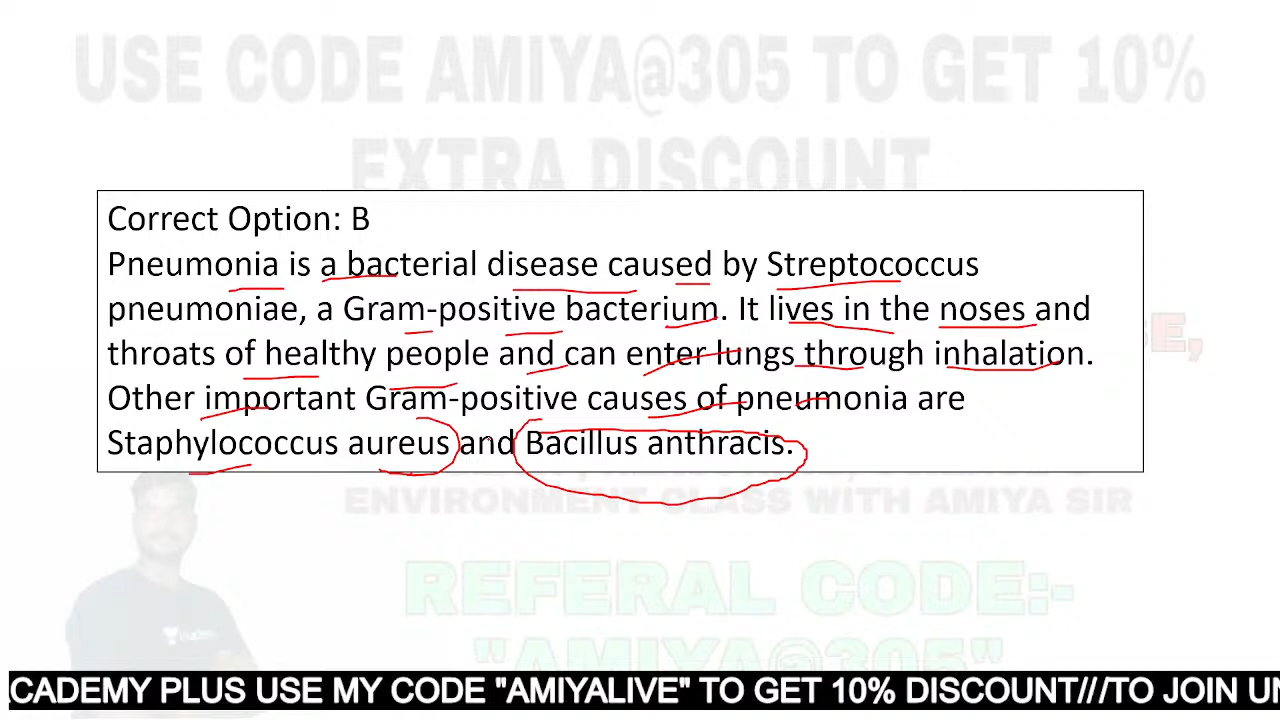 USE CODE AMIYA@305 TO GET 10%
EXTRA DISCOUNT
Correct Option: B
Pneumonia is a bacterial disease caused by Streptococcus
pneumoniae, a Gram-positive bacterium. It lives in the noses and
throats of healthy people and can enter lungs through inhalation.
Other important Gram-positive causes of pneumonia are
Staphylococcus aureus and Bacillus anthracis.
ENVIRONMENT CLASS WITH AMIYA SIR
REFERAL CODE:-
"AMIYA@305"
CADEMY PLUS USE MY CODE "AMIYALIVE" TO GET 10% DISCOUNT///TO JOIN UN